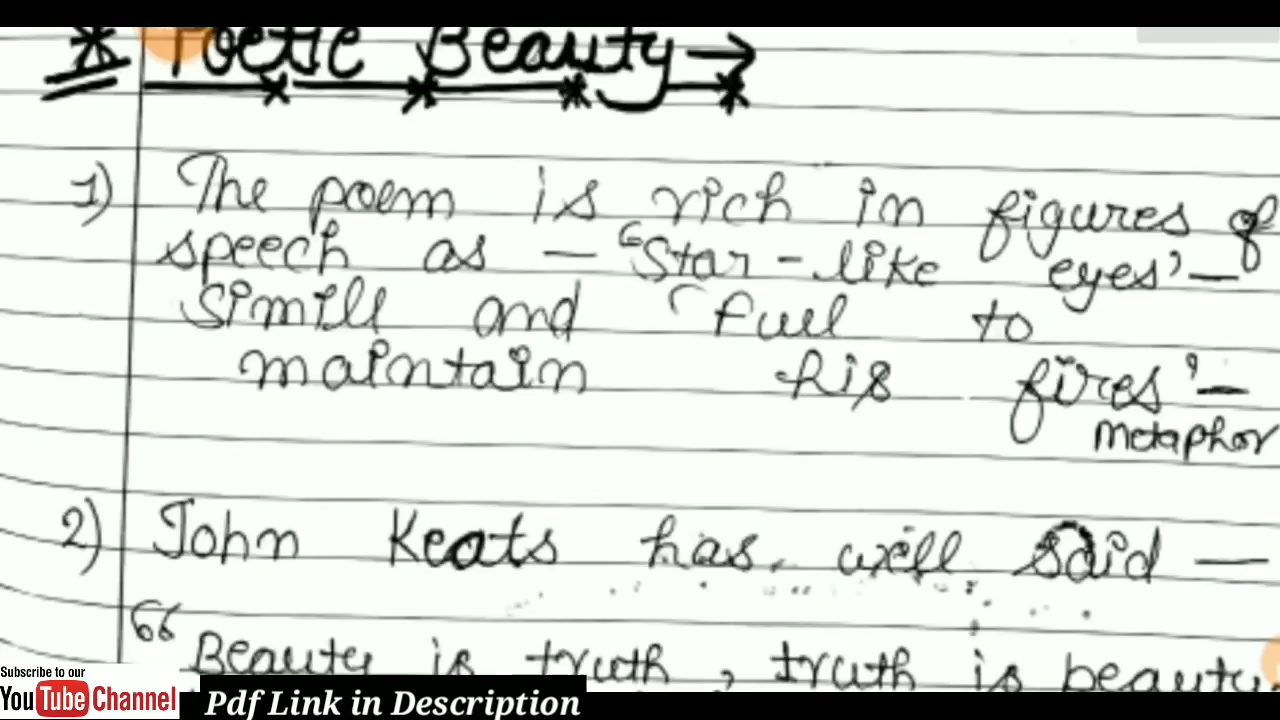 * Poetic Beauty →
1) The poem is rich in figures of
speech as — 'Star-like eyes'—
Simill and 'fuel to
maintain his fires'—
metaphor
2) John Keats has well said —
"Beauty is truth, truth is beauty,
Subscribe to our
YouTube Channel
Pdf Link in Description